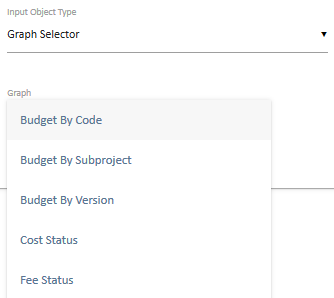 Input Object Type
Graph Selector
Graph
Budget By Code
Budget By Subproject
Budget By Version
Cost Status
Fee Status